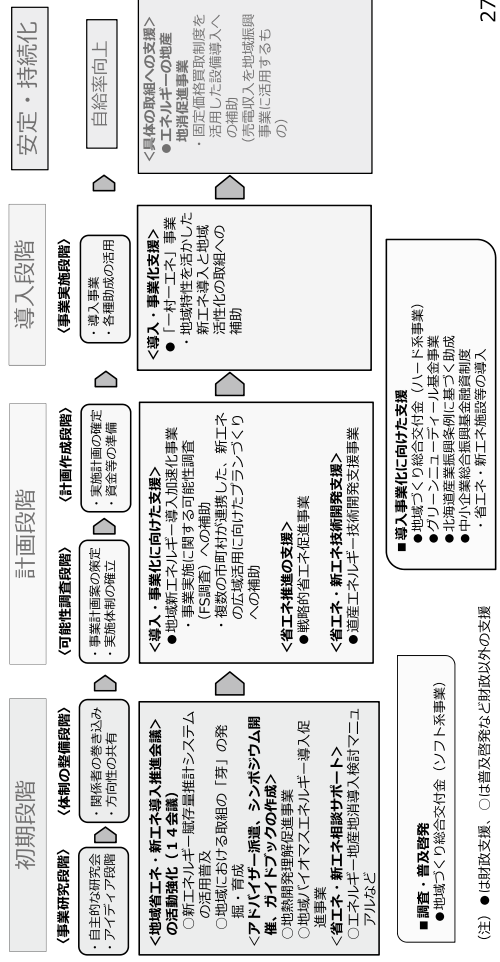 初期段階
計画段階
導入段階
安定・持続化
〈事業研究段階〉
・自主的な研究会
・アイディア段階
〈体制の整備段階〉
・関係者の巻き込み
・方向性の共有
〈可能性調査段階〉
・事業計画案の策定
・実施体制の確立
〈計画作成段階〉
・実施計画の確定
・資金等の準備
〈事業実施段階〉
・導入事業
・各種助成の活用
自給率向上
<地域省エネ・新エネ導入推進会議>
の活動強化（１４会議）
○新エネルギー賦存量推計システム
の活用普及
○地域における取組の「芽」の発
掘・育成
<アドバイザー派遣、シンポジウム開
催、ガイドブックの作成>
○地熱開発理解促進事業
○地域バイオマスエネルギー導入促
進事業
<省エネ・新エネ相談サポート>
○エネルギー地産地消導入検討マニュ
アルなど
<導入・事業化に向けた支援>
●地域新エネルギー導入加速化事業
・事業実施に関する可能性調査
（FS調査）への補助
・複数の市町村が連携した、新エネ
の広域活用に向けたプランづくり
への補助
<省エネ推進の支援>
●戦略的省エネ促進事業
<省エネ・新エネ技術開発支援>
●道産エネルギー技術開発支援事業
<導入・事業化支援>
●「一村一エネ」事業
・地域特性を活かした
新エネ導入と地域
活性化の取組への
補助
<具体の取組への支援>
●エネルギーの地産
地消促進事業
・固定価格買取制度を
活用した設備導入へ
の補助
（売電収入を地域振興
事業に活用するも
の）
■調査・普及啓発
●地域づくり総合交付金（ソフト系事業）
■導入事業化に向けた支援
●地域づくり総合交付金（ハード系事業）
●グリーンニューディール基金事業
●北海道産業振興条例に基づく助成
●中小企業総合振興基金融資制度
・省エネ・新エネ施設等の導入
（注）●は財政支援、○は普及啓発など財政以外の支援
27